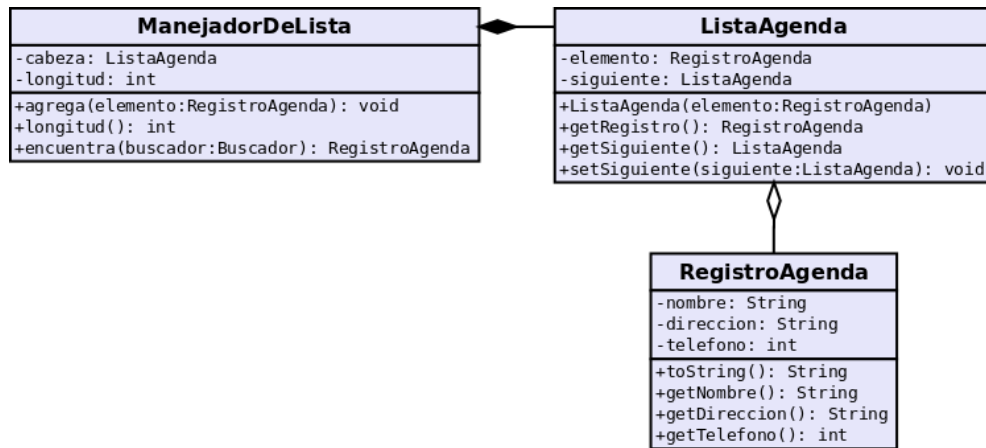 ManejadorDeLista
-cabeza: ListaAgenda
-longitud: int
+agrega(elemento:RegistroAgenda): void
+longitud(): int
+encuentra(buscador:Buscador): RegistroAgenda
ListaAgenda
-elemento: RegistroAgenda
-siguiente: ListaAgenda
+ListaAgenda(elemento:RegistroAgenda)
+getRegistro(): RegistroAgenda
+getSiguiente(): ListaAgenda
+setSiguiente(siguiente:ListaAgenda): void
RegistroAgenda
-nombre: String
-direccion: String
-telefono: int
+toString(): String
+getNombre(): String
+getDireccion(): String
+getTelefono(): int